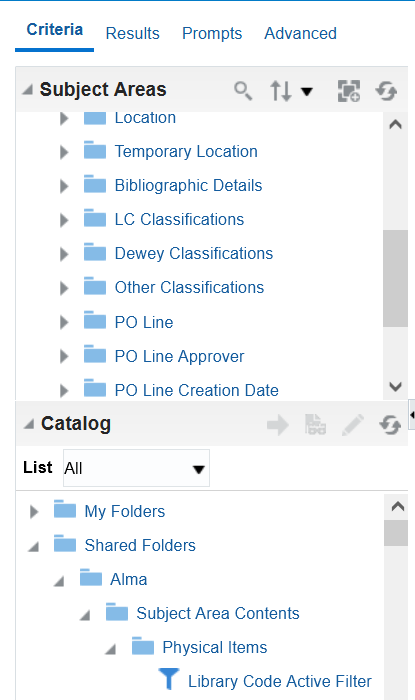 Criteria Results Prompts Advanced
Subject Areas
Location
Temporary Location
Bibliographic Details
LC Classifications
Dewey Classifications
Other Classifications
PO Line
PO Line Approver
PO Line Creation Date
Catalog
List All
My Folders
Shared Folders
Alma
Subject Area Contents
Physical Items
Library Code Active Filter